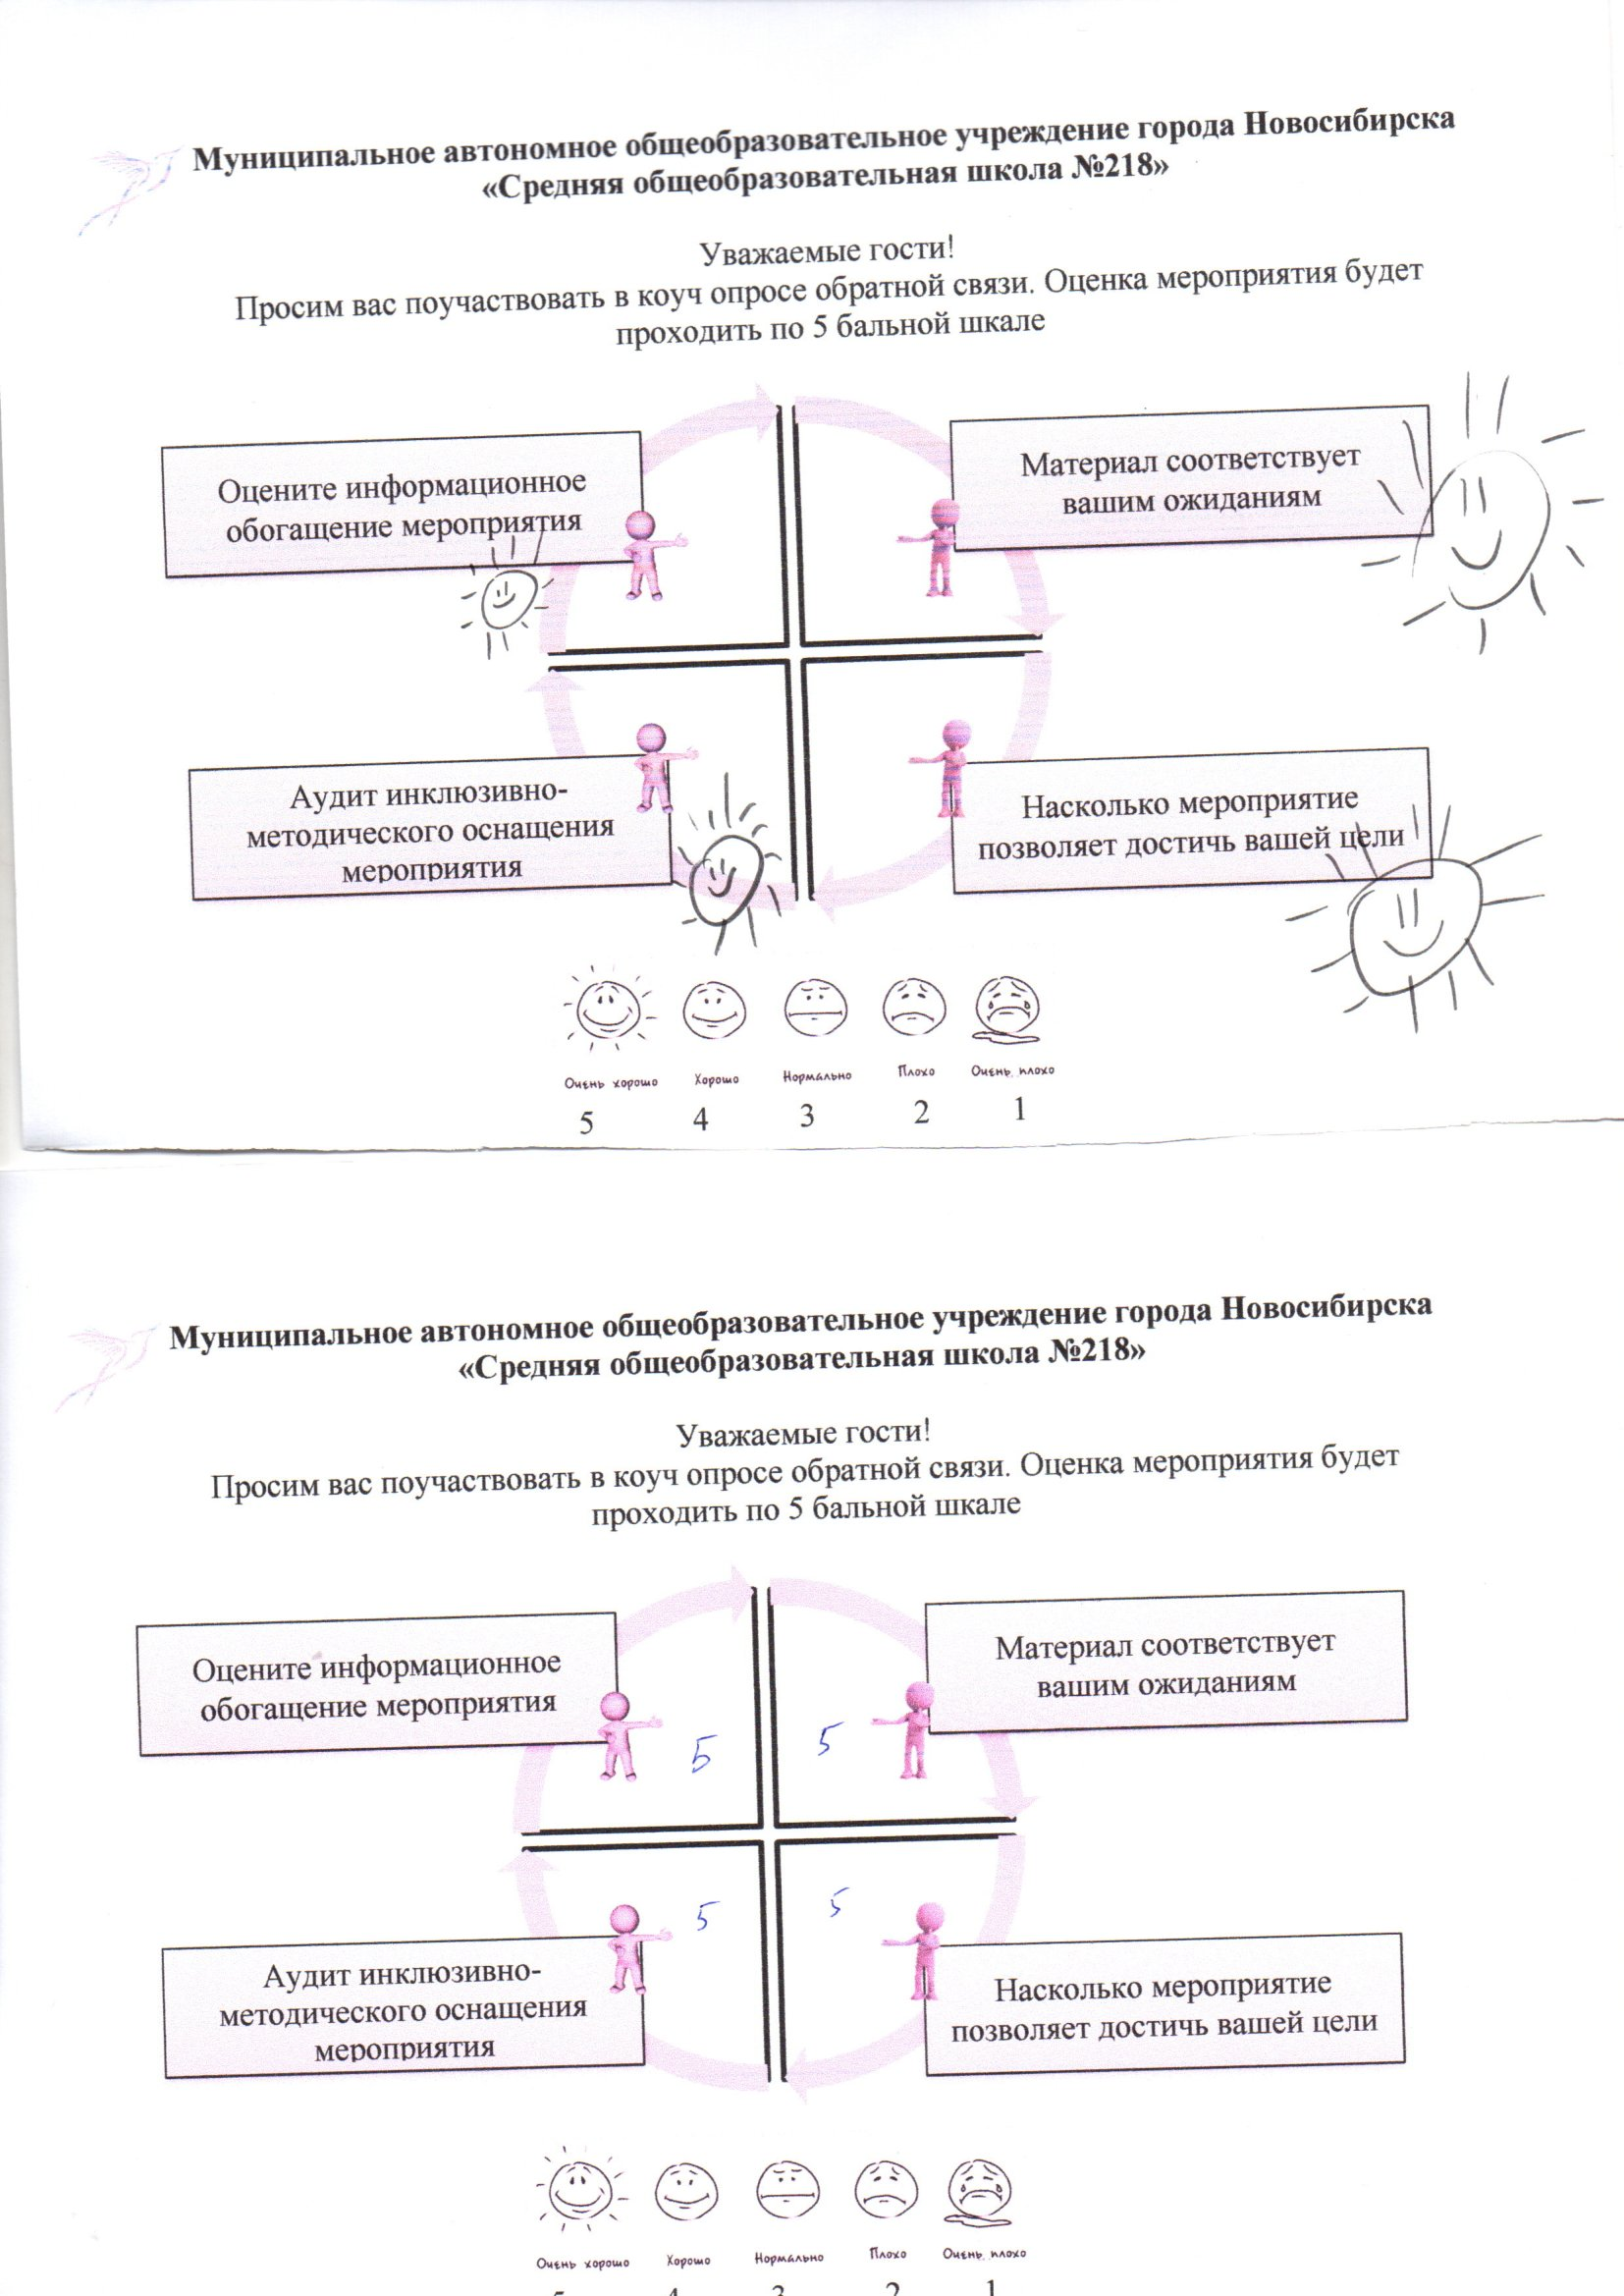 Муниципальное автономное общеобразовательное учреждение города Новосибирска
«Средняя общеобразовательная школа №218»
Уважаемые гости!
Просим вас поучаствовать в коуч опросе обратной связи. Оценка мероприятия будет
проходить по 5 бальной шкале
Оцените информационное
обогащение мероприятия
Материал соответствует
вашим ожиданиям
Аудит инклюзивно-
методического оснащения
мероприятия
Насколько мероприятие
позволяет достичь вашей цели
Очень хорошо Хорошо Нормально Плохо Очень плохо
5 4 3 2 1
Муниципальное автономное общеобразовательное учреждение города Новосибирска
«Средняя общеобразовательная школа №218»
Уважаемые гости!
Просим вас поучаствовать в коуч опросе обратной связи. Оценка мероприятия будет
проходить по 5 бальной шкале
Оцените информационное
обогащение мероприятия
Материал соответствует
вашим ожиданиям
5 5
5 5
Аудит инклюзивно-
методического оснащения
мероприятия
Насколько мероприятие
позволяет достичь вашей цели
Очень хорошо Хорошо Нормально Плохо Очень плохо
5 4 3 2 1